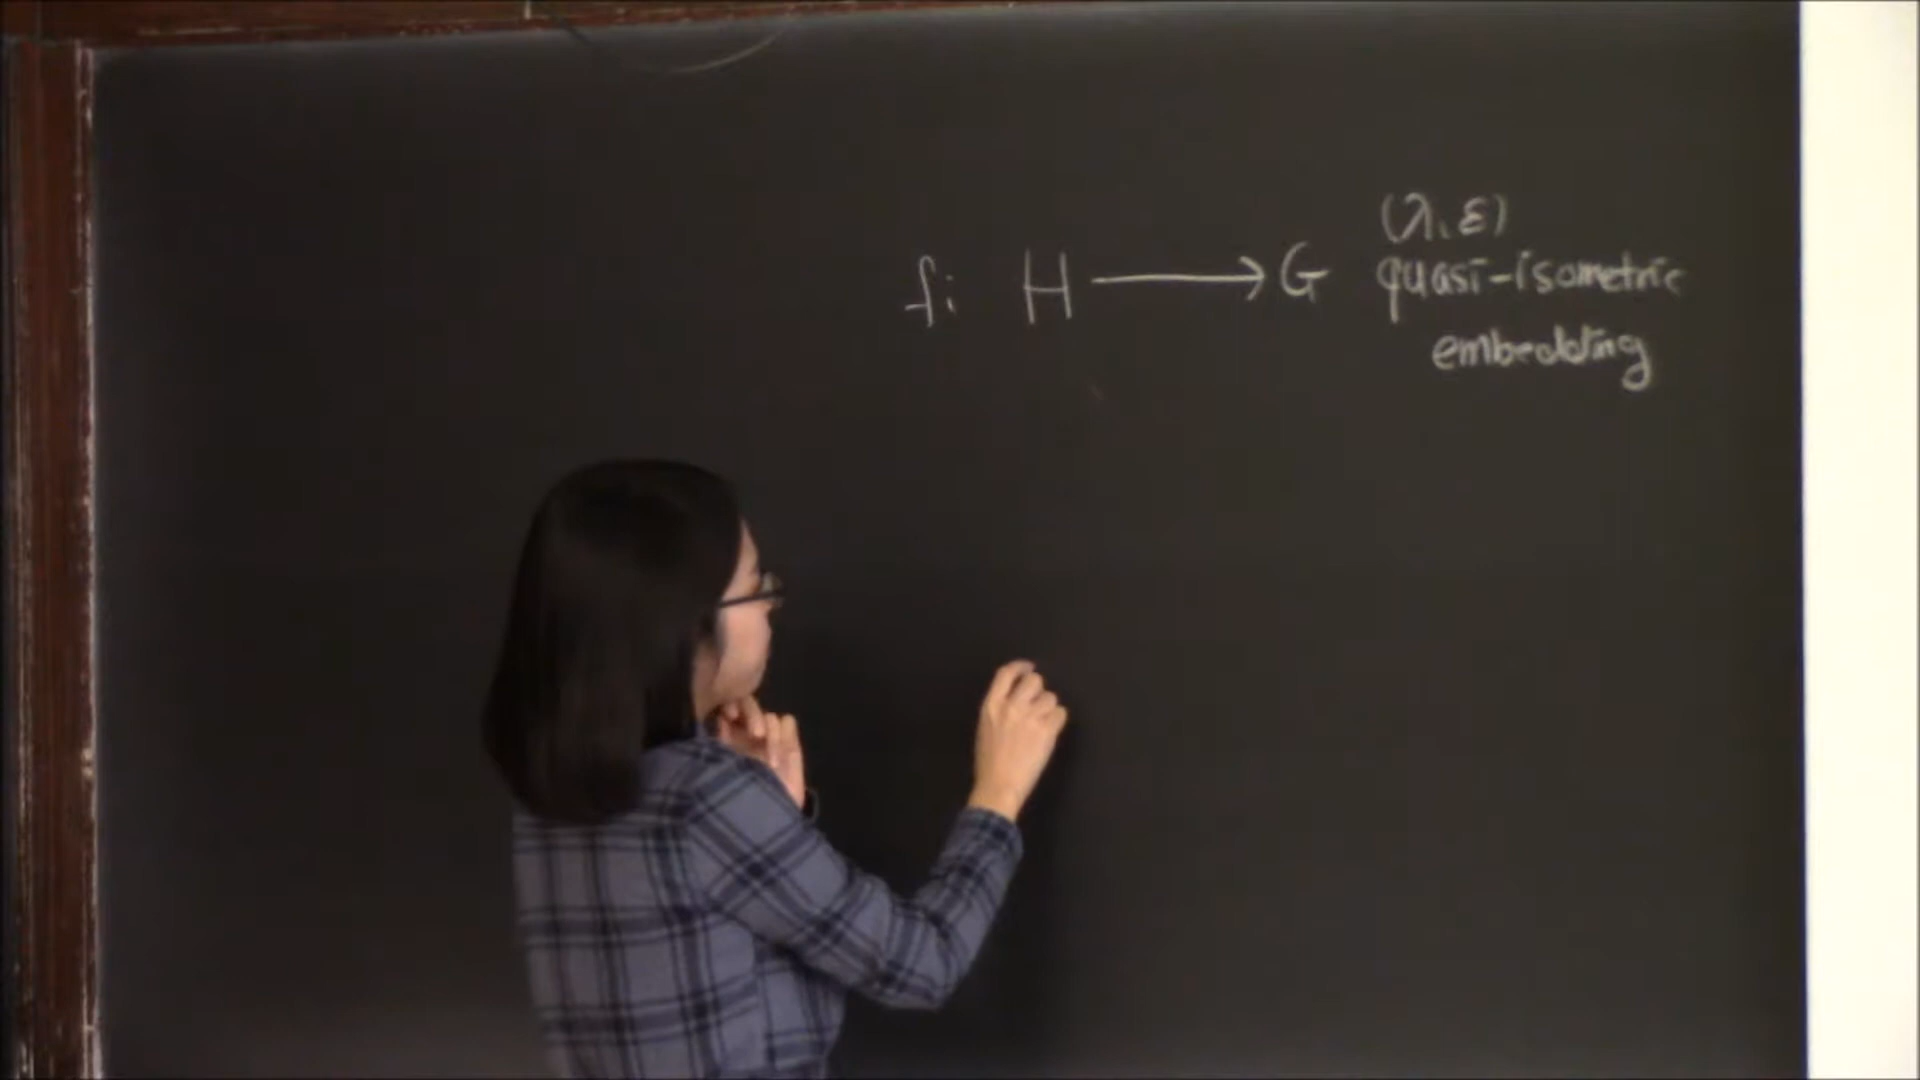 (λ, ε)
f: H ⟶ G quasi-isometric
embedding